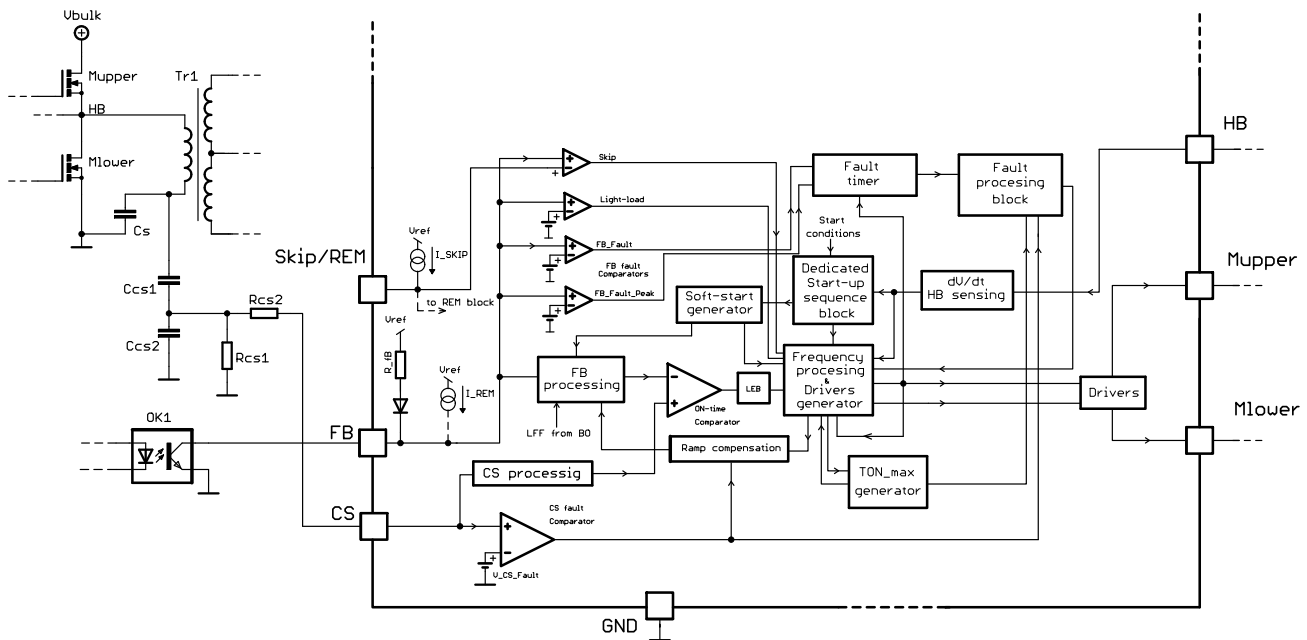 Vbulk
Mupper
Tr1
HB
Mlower
Cs
Ccs1
Rcs2
Ccs2
Rcs1
OK1
Skip/REM
Vref
I_SKIP
to REM block
Vref
R_fB
Vref
I_REM
FB
CS
GND
Skip
Light-load
FB_Fault
FB fault
Comparators
FB_Fault_Peak
Soft-start
generator
FB
processing
LFF from BO
ON-time
Comparator
LEB
CS processig
Ramp compensation
CS fault
Comparator
V_CS_Fault
Fault
timer
Fault
procesing
block
Start
conditions
Dedicated
Start-up
sequence
block
dV/dt
HB sensing
Frequency
procesing
&
Drivers
generator
TON_max
generator
Drivers
HB
Mupper
Mlower